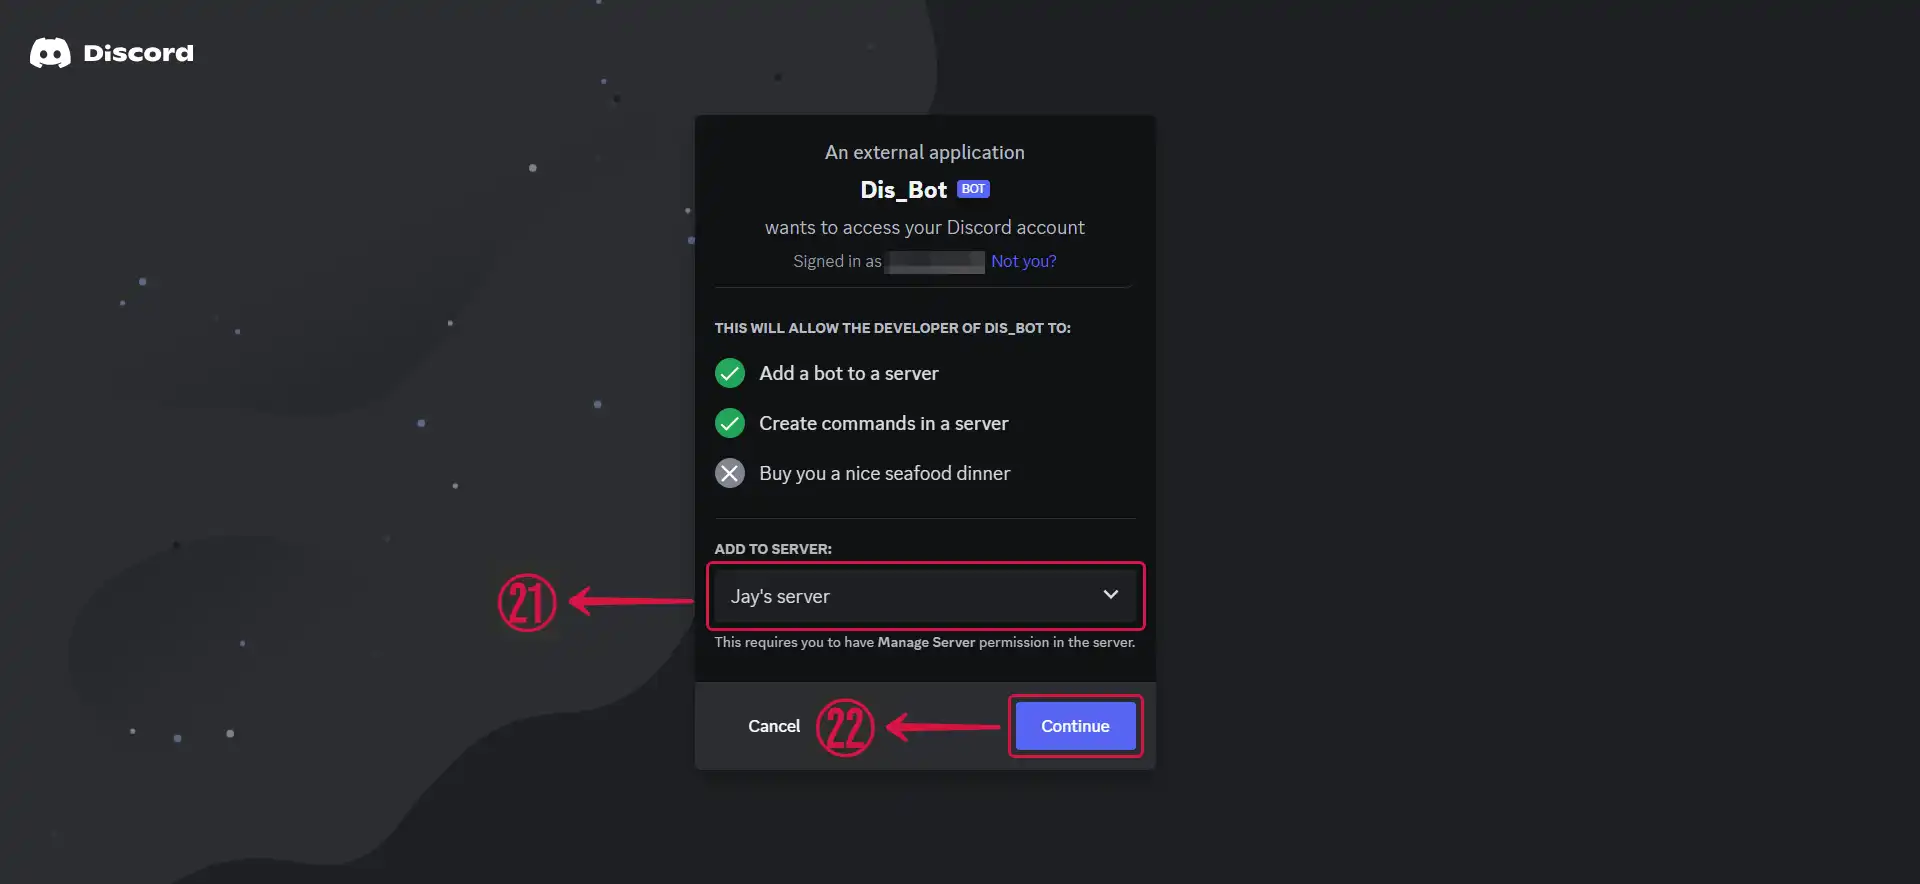 Discord
An external application
Dis_Bot BOT
wants to access your Discord account
Signed in as Not you?
THIS WILL ALLOW THE DEVELOPER OF DIS_BOT TO:
Add a bot to a server
Create commands in a server
Buy you a nice seafood dinner
ADD TO SERVER:
21
Jay's server
This requires you to have Manage Server permission in the server.
Cancel
22
Continue